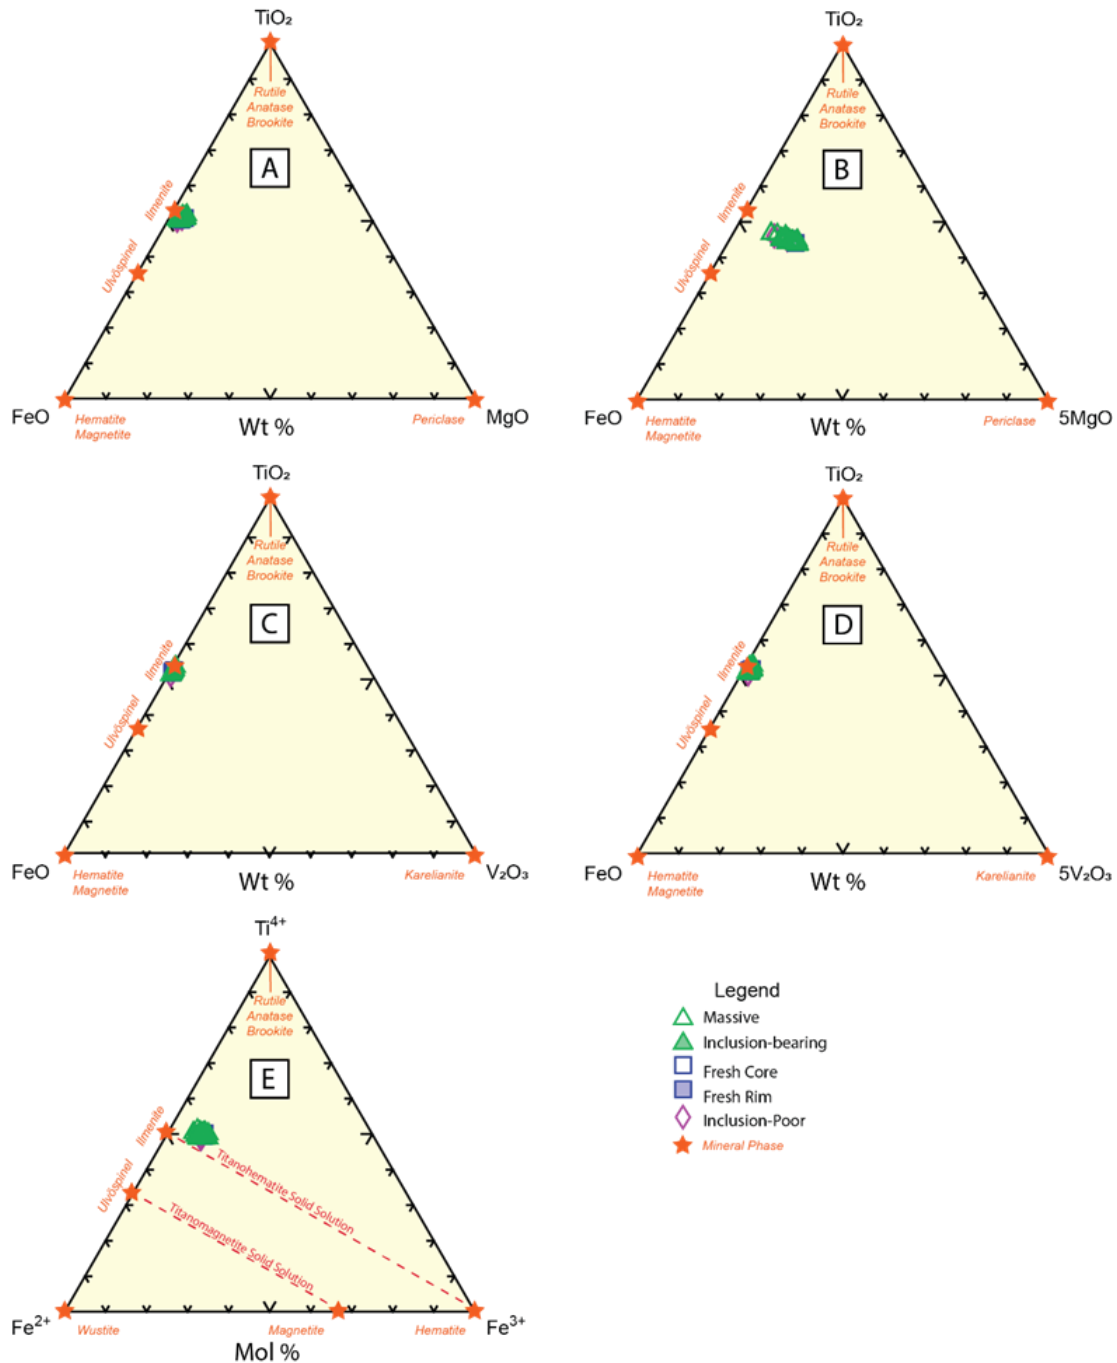 TiO₂
Rutile
Anatase
Brookite
A
Ilmenite
Ulvöspinel
FeO
Hematite
Magnetite
Wt %
Periclase
MgO
TiO₂
Rutile
Anatase
Brookite
B
Ilmenite
Ulvöspinel
FeO
Hematite
Magnetite
Wt %
Periclase
5MgO
TiO₂
Rutile
Anatase
Brookite
C
Ilmenite
Ulvöspinel
FeO
Hematite
Magnetite
Wt %
Karelianite
V₂O₃
TiO₂
Rutile
Anatase
Brookite
D
Ilmenite
Ulvöspinel
FeO
Hematite
Magnetite
Wt %
Karelianite
5V₂O₃
Ti⁴⁺
Rutile
Anatase
Brookite
E
Ilmenite
Ulvöspinel
Titanohematite Solid Solution
Titanomagnetite Solid Solution
Fe²⁺
Wustite
Magnetite
Hematite
Fe³⁺
Mol %
Legend
Massive
Inclusion-bearing
Fresh Core
Fresh Rim
Inclusion-Poor
Mineral Phase